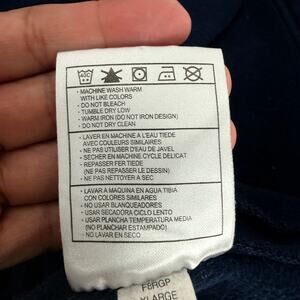 - MACHINE WASH WARM
WITH LIKE COLORS
- DO NOT BLEACH
- TUMBLE DRY LOW
- WARM IRON (DO NOT IRON DESIGN)
- DO NOT DRY CLEAN
- LAVER EN MACHINE A L'EAU TIEDE
AVEC COULEURS SIMILAIRES
- NE PAS UTILISER D'EAU DE JAVEL
- SECHER EN MACHINE CYCLE DELICAT
- REPASSER FER TIEDE
(NE PAS REPASSER LE DESSIN)
- NE PAS NETTOYER A SEC
- LAVAR A MAQUINA EN AGUA TIBIA
CON COLORES SIMILARES
- NO USAR BLANQUEADORES
- USAR SECADORA CICLO LENTO
- USAR PLANCHA TEMPERATURA MEDIA
(NO PLANCHAR ESTAMPADO)
- NO LAVAR EN SECO
F6RGP
XLARGE